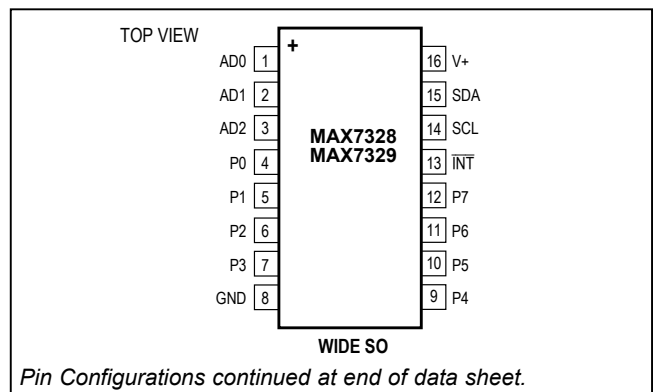 TOP VIEW
+
AD0 1
16 V+
AD1 2
15 SDA
AD2 3
14 SCL
MAX7328
MAX7329
P0 4
13 INT
P1 5
12 P7
P2 6
11 P6
P3 7
10 P5
GND 8
9 P4
WIDE SO
Pin Configurations continued at end of data sheet.